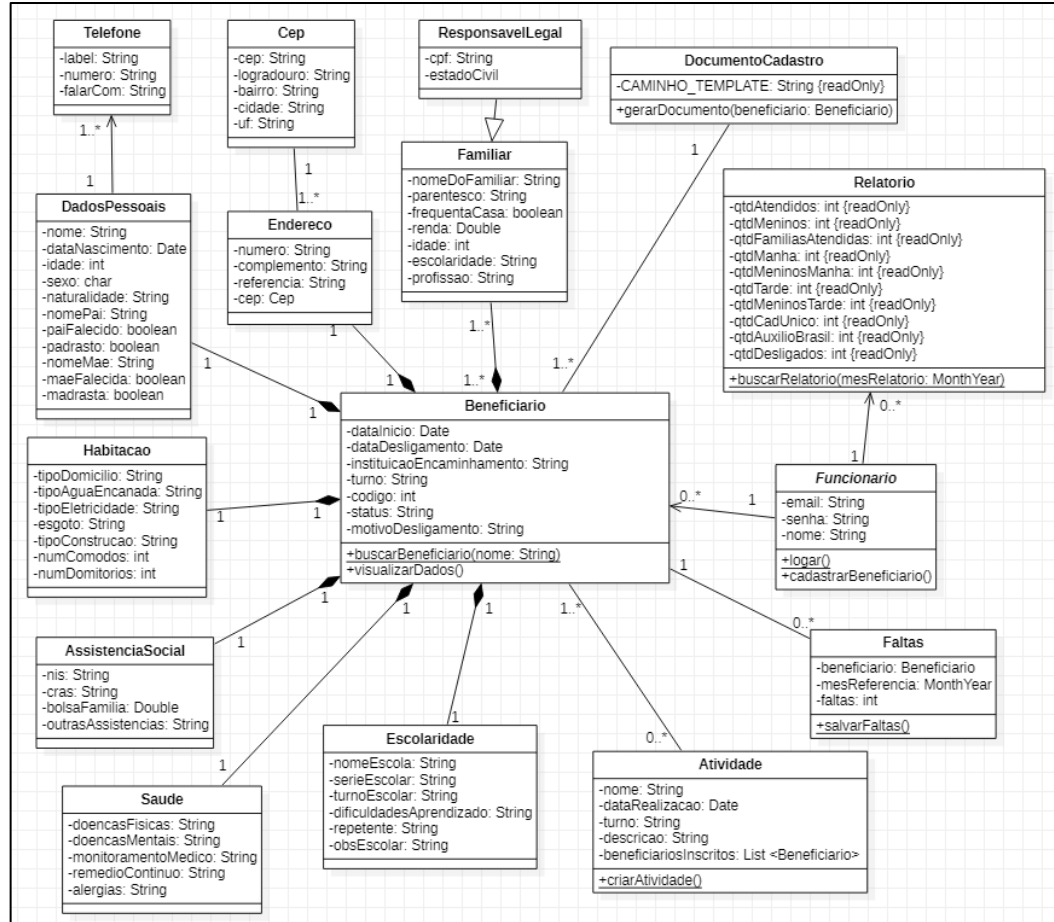 Telefone
-label: String
-numero: String
-falarCom: String
1..*
1
Cep
-cep: String
-logradouro: String
-bairro: String
-cidade: String
-uf: String
1
1..*
ResponsavelLegal
-cpf: String
-estadoCivil
DocumentoCadastro
-CAMINHO_TEMPLATE: String {readOnly}
+gerarDocumento(beneficiario: Beneficiario)
1
1..*
DadosPessoais
-nome: String
-dataNascimento: Date
-idade: int
-sexo: char
-naturalidade: String
-nomePai: String
-paiFalecido: boolean
-padrasto: boolean
-nomeMae: String
-maeFalecida: boolean
-madrasta: boolean
1
1
Endereco
-numero: String
-complemento: String
-referencia: String
-cep: Cep
1
1
Familiar
-nomeDoFamiliar: String
-parentesco: String
-frequentaCasa: boolean
-renda: Double
-idade: int
-escolaridade: String
-profissao: String
1..*
1..*
Relatorio
-qtdAtendidos: int {readOnly}
-qtdMeninos: int {readOnly}
-qtdFamiliasAtendidas: int {readOnly}
-qtdManha: int {readOnly}
-qtdMeninosManha: int {readOnly}
-qtdTarde: int {readOnly}
-qtdMeninosTarde: int {readOnly}
-qtdCadUnico: int {readOnly}
-qtdAuxilioBrasil: int {readOnly}
-qtdDesligados: int {readOnly}
+buscarRelatorio(mesRelatorio: MonthYear)
0..*
1
Beneficiario
-dataInicio: Date
-dataDesligamento: Date
-instituicaoEncaminhamento: String
-turno: String
-codigo: int
-status: String
-motivoDesligamento: String
+buscarBeneficiario(nome: String)
+visualizarDados()
Habitacao
-tipoDomicilio: String
-tipoAguaEncanada: String
-tipoEletricidade: String
-esgoto: String
-tipoConstrucao: String
-numComodos: int
-numDomitorios: int
1
1
Funcionario
-email: String
-senha: String
-nome: String
+logar()
+cadastrarBeneficiario()
0..*
1
AssistenciaSocial
-nis: String
-cras: String
-bolsaFamilia: Double
-outrasAssistencias: String
1
1
Faltas
-beneficiario: Beneficiario
-mesReferencia: MonthYear
-faltas: int
+salvarFaltas()
1
0..*
Saude
-doencasFisicas: String
-doencasMentais: String
-monitoramentoMedico: String
-remedioContinuo: String
-alergias: String
1
1
Escolaridade
-nomeEscola: String
-serieEscolar: String
-turnoEscolar: String
-dificuldadesAprendizado: String
-repetente: String
-obsEscolar: String
1
1
Atividade
-nome: String
-dataRealizacao: Date
-turno: String
-descricao: String
-beneficiariosInscritos: List <Beneficiario>
+criarAtividade()
1..*
0..*